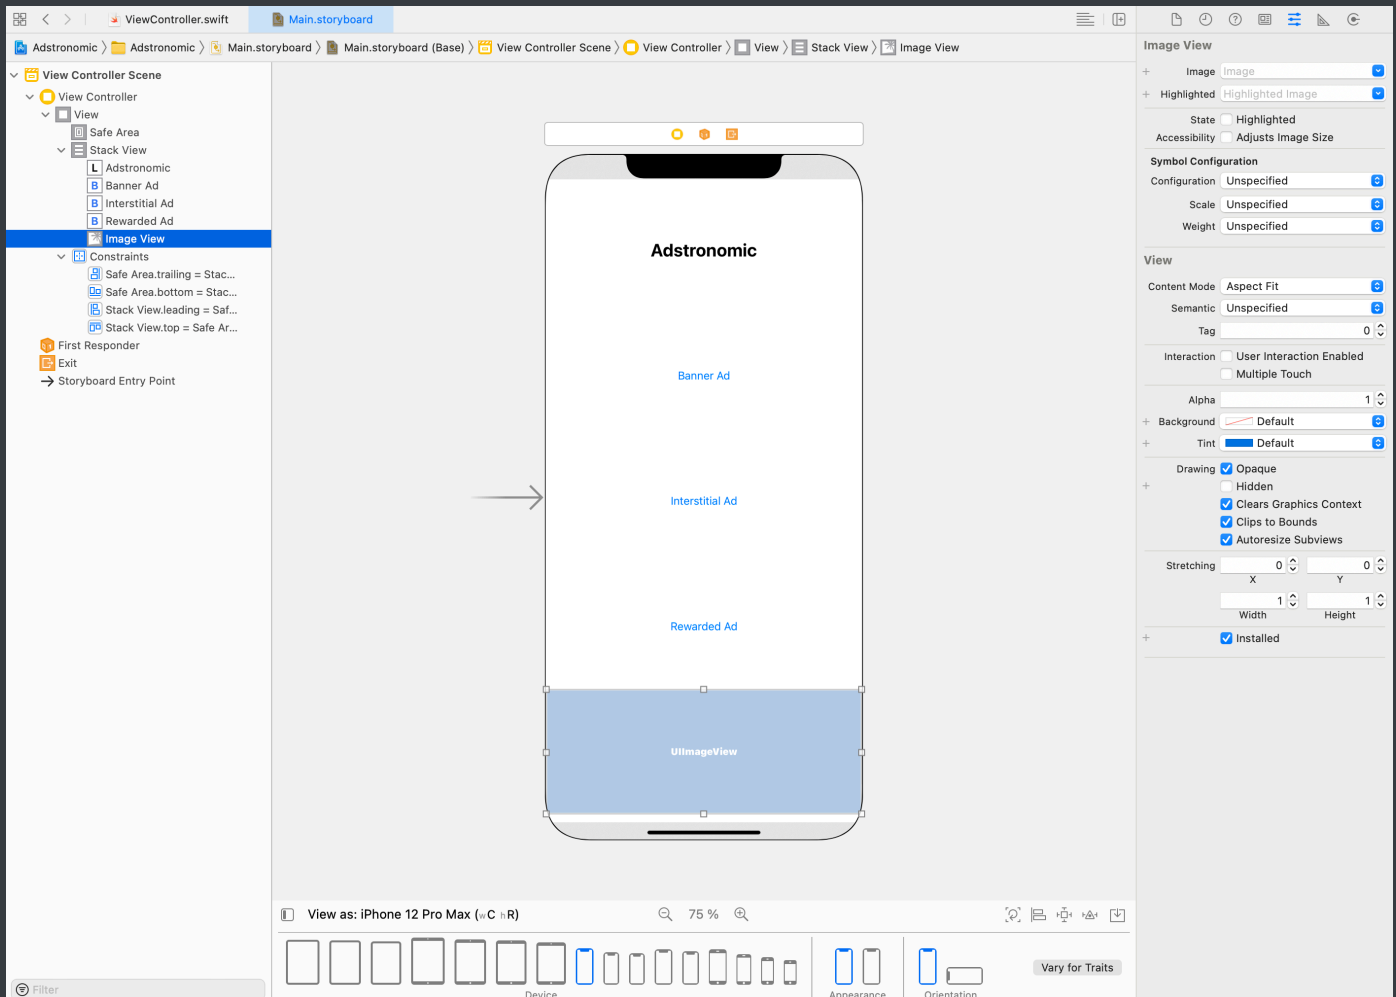 ViewController.swift
Main.storyboard
Adstronomic
Adstronomic
Main.storyboard
Main.storyboard (Base)
View Controller Scene
View Controller
View
Stack View
Image View
View Controller Scene
View Controller
View
Safe Area
Stack View
L Adstronomic
B Banner Ad
B Interstitial Ad
B Rewarded Ad
Image View
Constraints
Safe Area.trailing = Stac...
Safe Area.bottom = Stac...
Stack View.leading = Saf...
Stack View.top = Safe Ar...
First Responder
Exit
Storyboard Entry Point
Filter
Adstronomic
Banner Ad
Interstitial Ad
Rewarded Ad
UIImageView
View as: iPhone 12 Pro Max (wC hR)
75 %
Device
Appearance
Orientation
Vary for Traits
Image View
Image Image
Highlighted Highlighted Image
State Highlighted
Accessibility Adjusts Image Size
Symbol Configuration
Configuration Unspecified
Scale Unspecified
Weight Unspecified
View
Content Mode Aspect Fit
Semantic Unspecified
Tag 0
Interaction User Interaction Enabled
Multiple Touch
Alpha 1
Background Default
Tint Default
Drawing Opaque
Hidden
Clears Graphics Context
Clips to Bounds
Autoresize Subviews
Stretching 0 0
X Y
1 1
Width Height
Installed